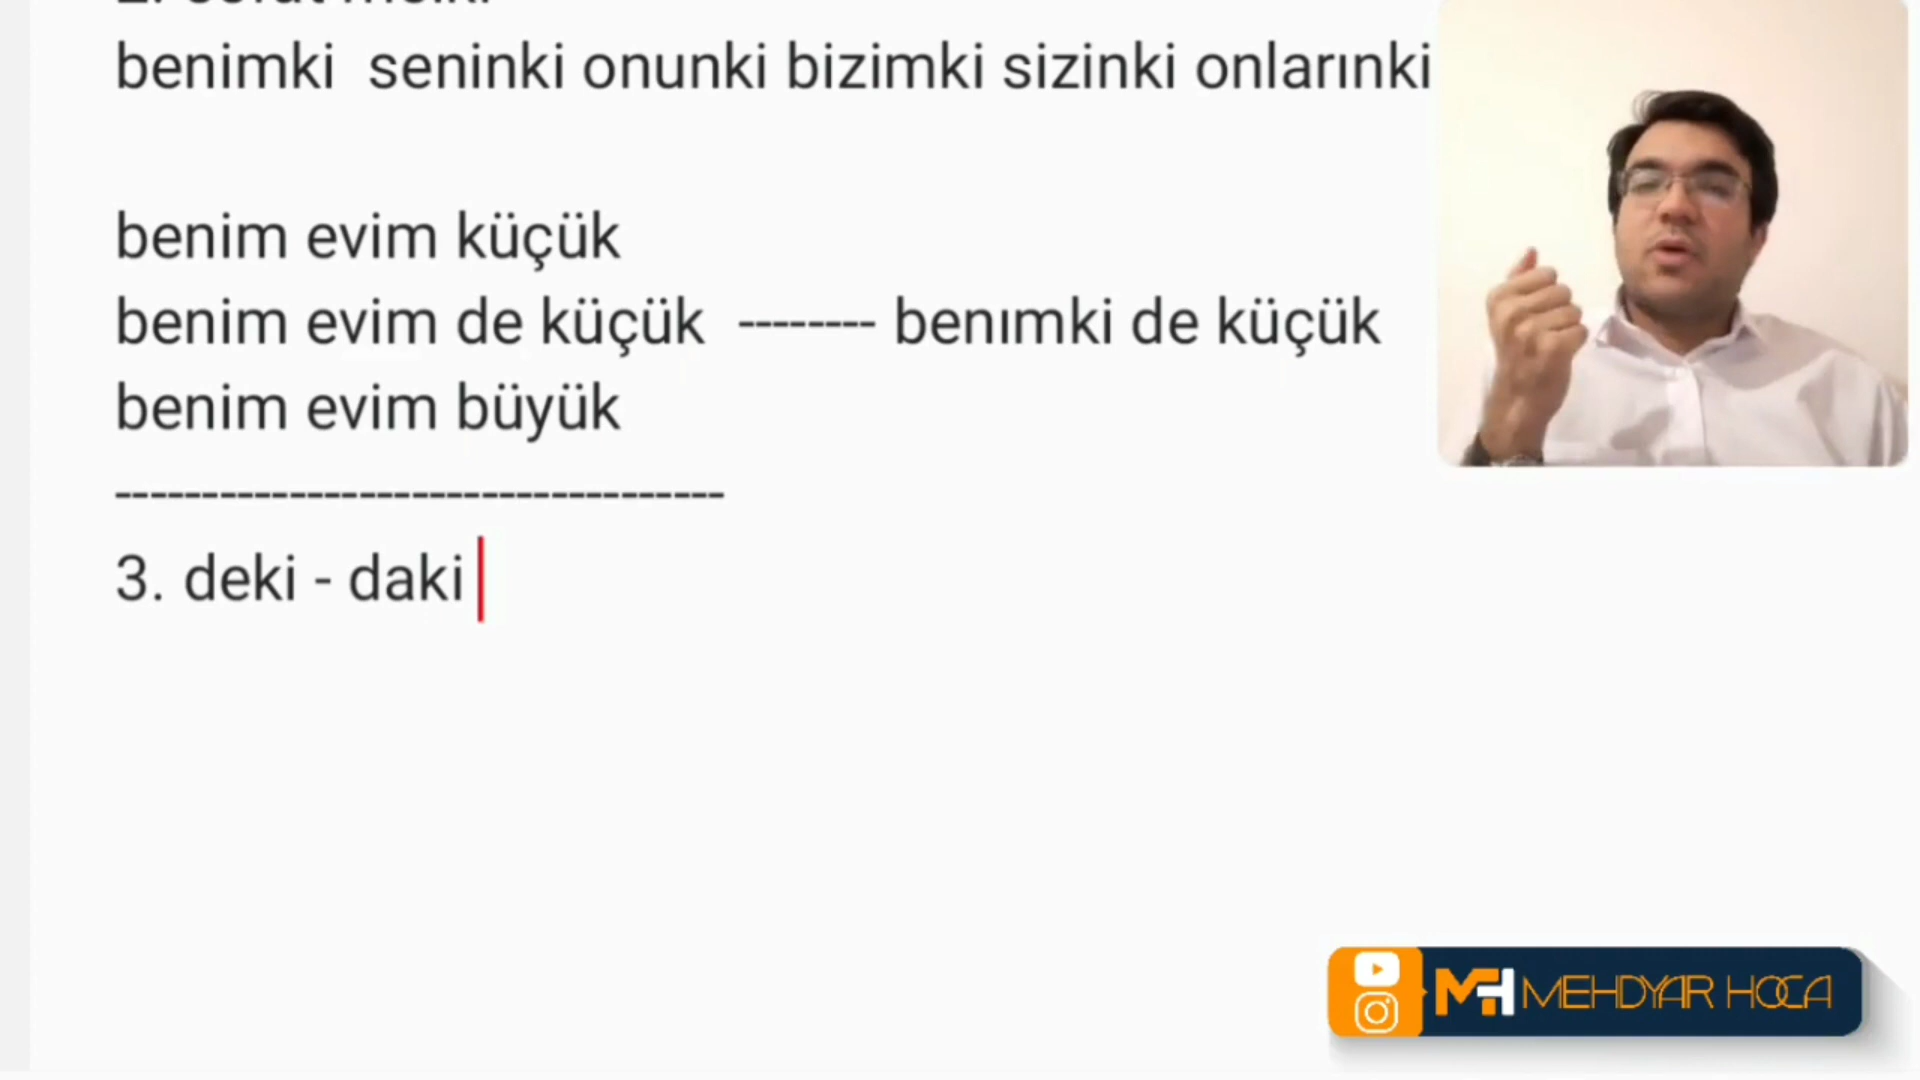 benimki seninki onunki bizimki sizinki onlarınki
benim evim küçük
benim evim de küçük -------- benımki de küçük
benim evim büyük
-----------------------------------
3. deki - daki
MH MEHDYAR HOCA